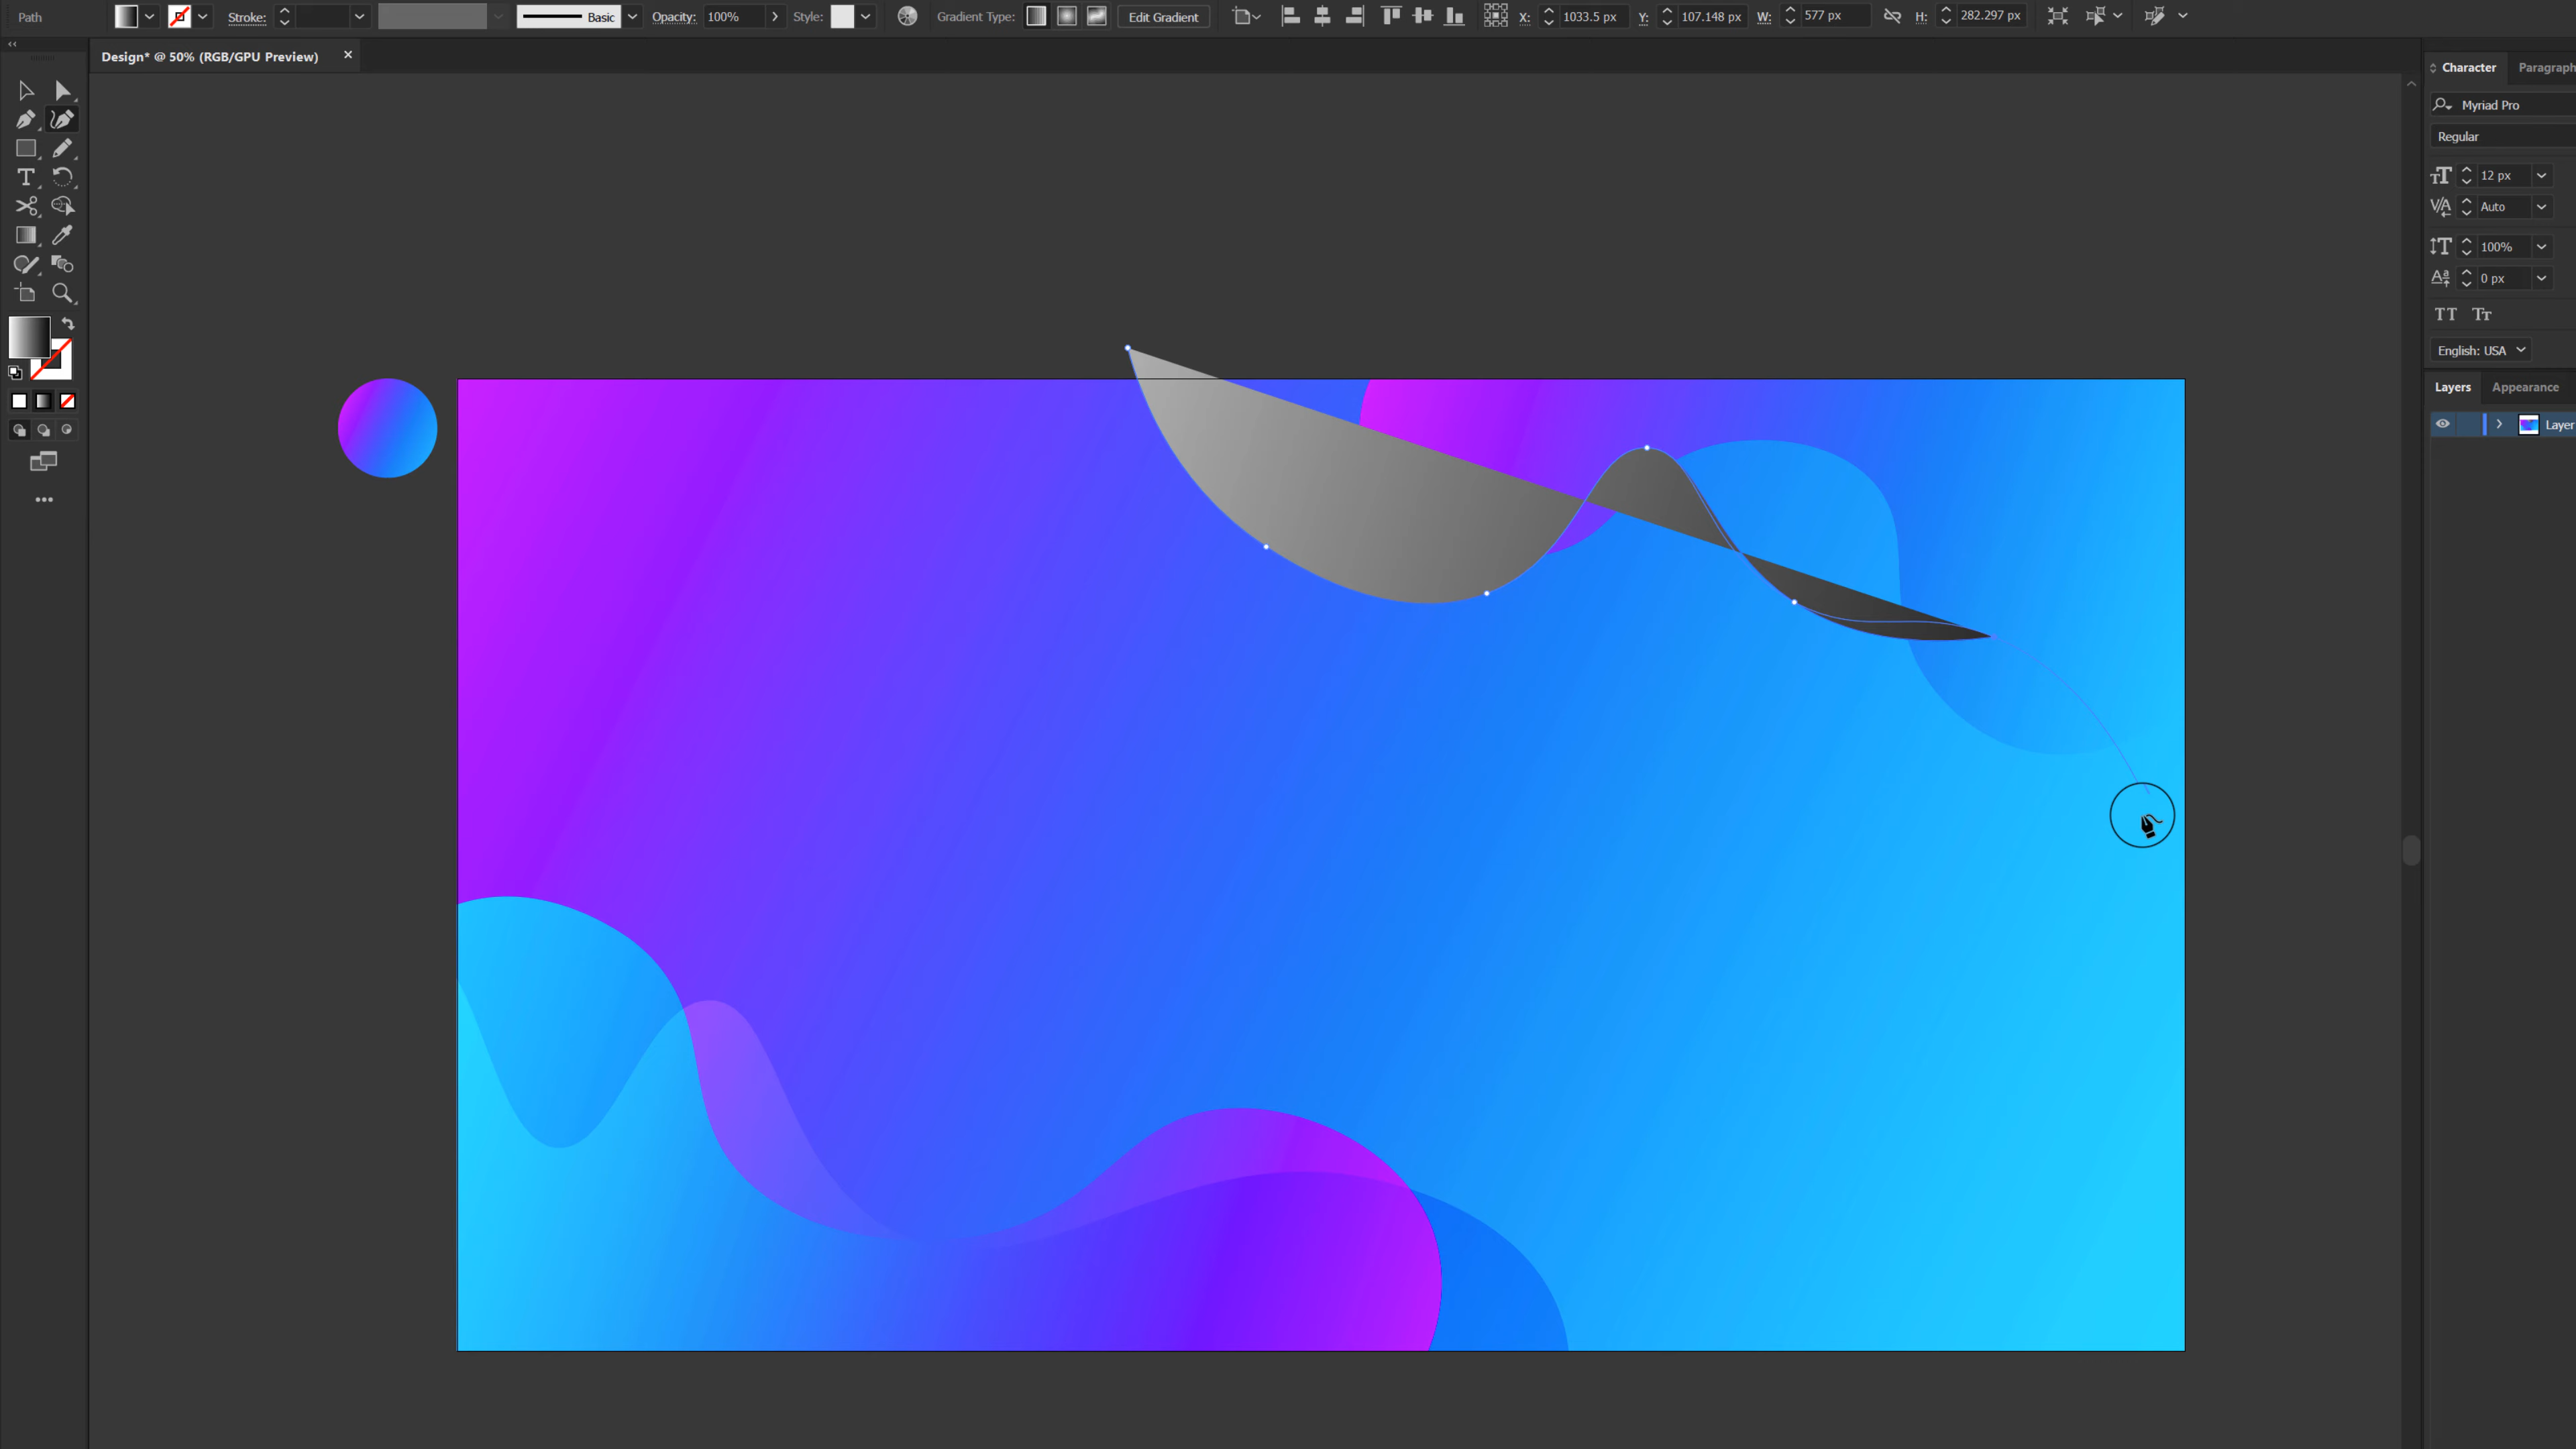 Path Stroke: Basic Opacity: 100% Style: Gradient Type: Edit Gradient X: 1033.5 px Y: 107.148 px W: 577 px H: 282.297 px
Design* @ 50% (RGB/GPU Preview) ×
Character Paragraph
Myriad Pro
Regular
12 px
Auto
100%
0 px
TT Tt
English: USA
Layers Appearance
Layer